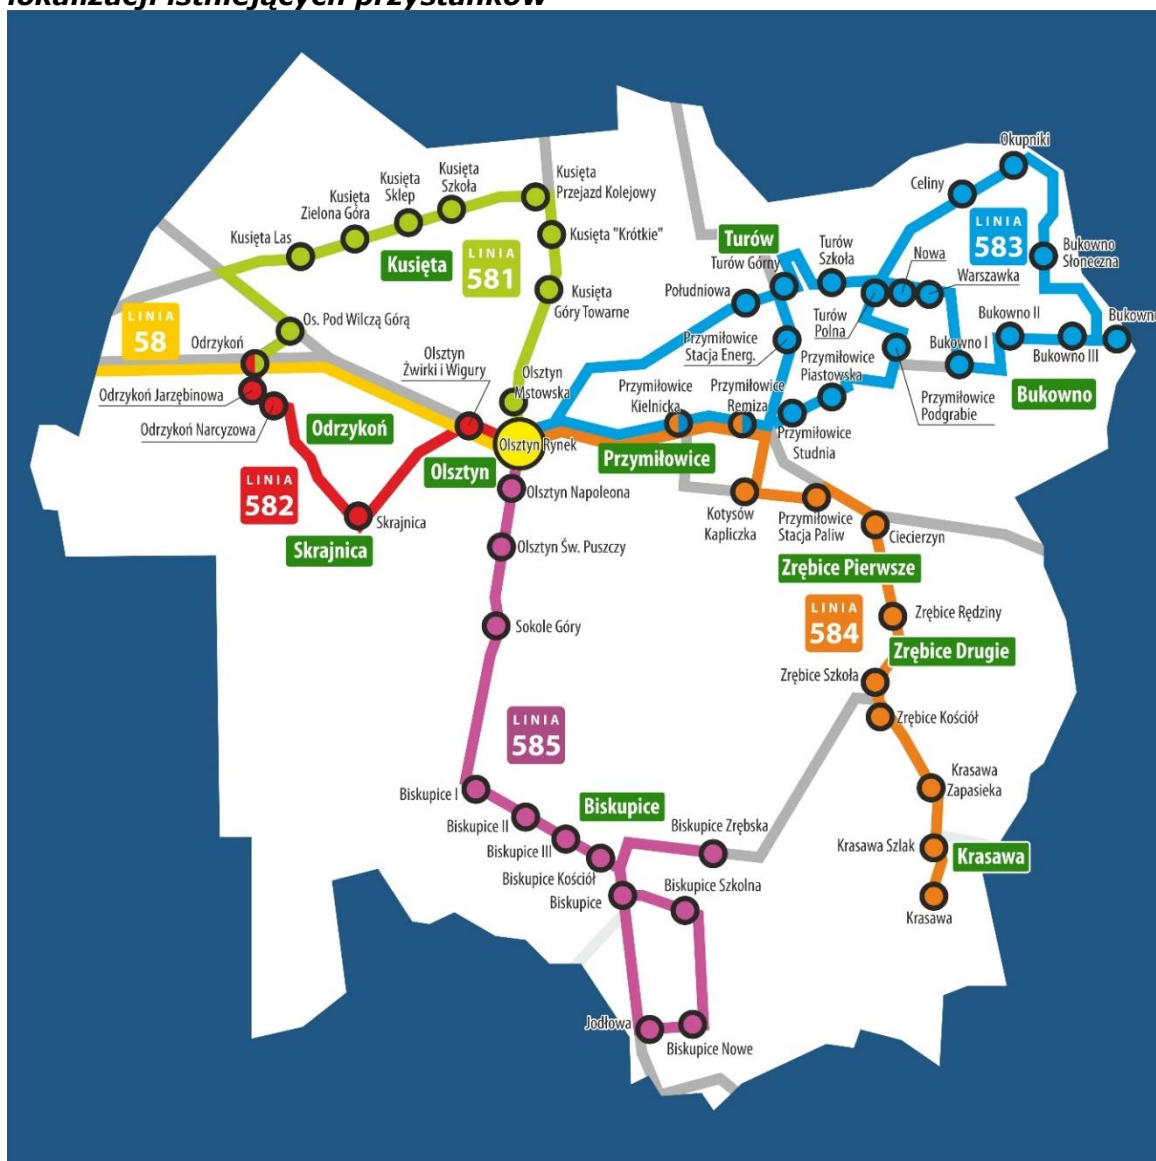 lokalizacji istniejących przystanków
Okupniki
Celiny
LINIA
583
Bukowno
Słoneczna
Kusięta
Szkoła
Kusięta
Sklep
Kusięta
Zielona Góra
Kusięta Las
Kusięta
Przejazd Kolejowy
Kusięta "Krótkie"
Kusięta
LINIA
581
Kusięta
Góry Towarne
Turów
Turów Górny
Turów
Szkoła
Nowa
Warszawka
Południowa
Turów
Polna
Bukowno II
Bukowno
Bukowno I
Bukowno III
Bukowno
LINIA
58
Os. Pod Wilczą Górą
Odrzykoń
Olsztyn
Żwirki i Wigury
Olsztyn
Mstowska
Przymiłowice
Stacja Energ.
Przymiłowice
Piastowska
Przymiłowice
Kielnicka
Przymiłowice
Remiza
Przymiłowice
Podgrabie
Odrzykoń Jarzębinowa
Odrzykoń Narcyzowa
Odrzykoń
Olsztyn Rynek
Przymiłowice
Przymiłowice
Studnia
Olsztyn
LINIA
582
Olsztyn Napoleona
Skrajnica
Skrajnica
Kotysów
Kapliczka
Przymiłowice
Stacja Paliw
Ciecierzyn
Olsztyn Św. Puszczy
Zrębice Pierwsze
LINIA
584
Zrębice Rędziny
Sokole Góry
Zrębice Drugie
Zrębice Szkoła
Zrębice Kościół
LINIA
585
Krasawa
Zapasieka
Biskupice I
Biskupice II
Biskupice III
Biskupice Kościół
Biskupice
Biskupice
Biskupice Zrębska
Biskupice Szkolna
Krasawa Szlak
Krasawa
Krasawa
Jodłowa
Biskupice Nowe